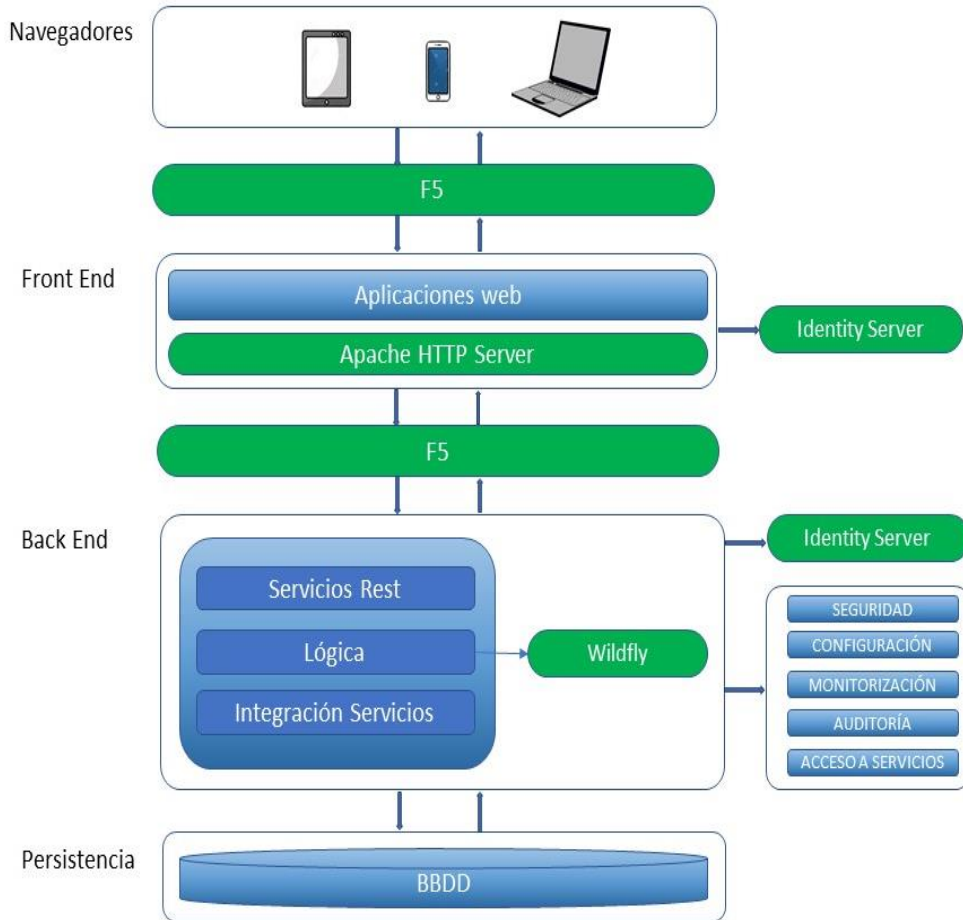 Navegadores
F5
Front End
Aplicaciones web
Identity Server
Apache HTTP Server
F5
Back End
Identity Server
Servicios Rest
SEGURIDAD
CONFIGURACIÓN
Lógica
Wildfly
MONITORIZACIÓN
Integración Servicios
AUDITORÍA
ACCESO A SERVICIOS
Persistencia
BBDD